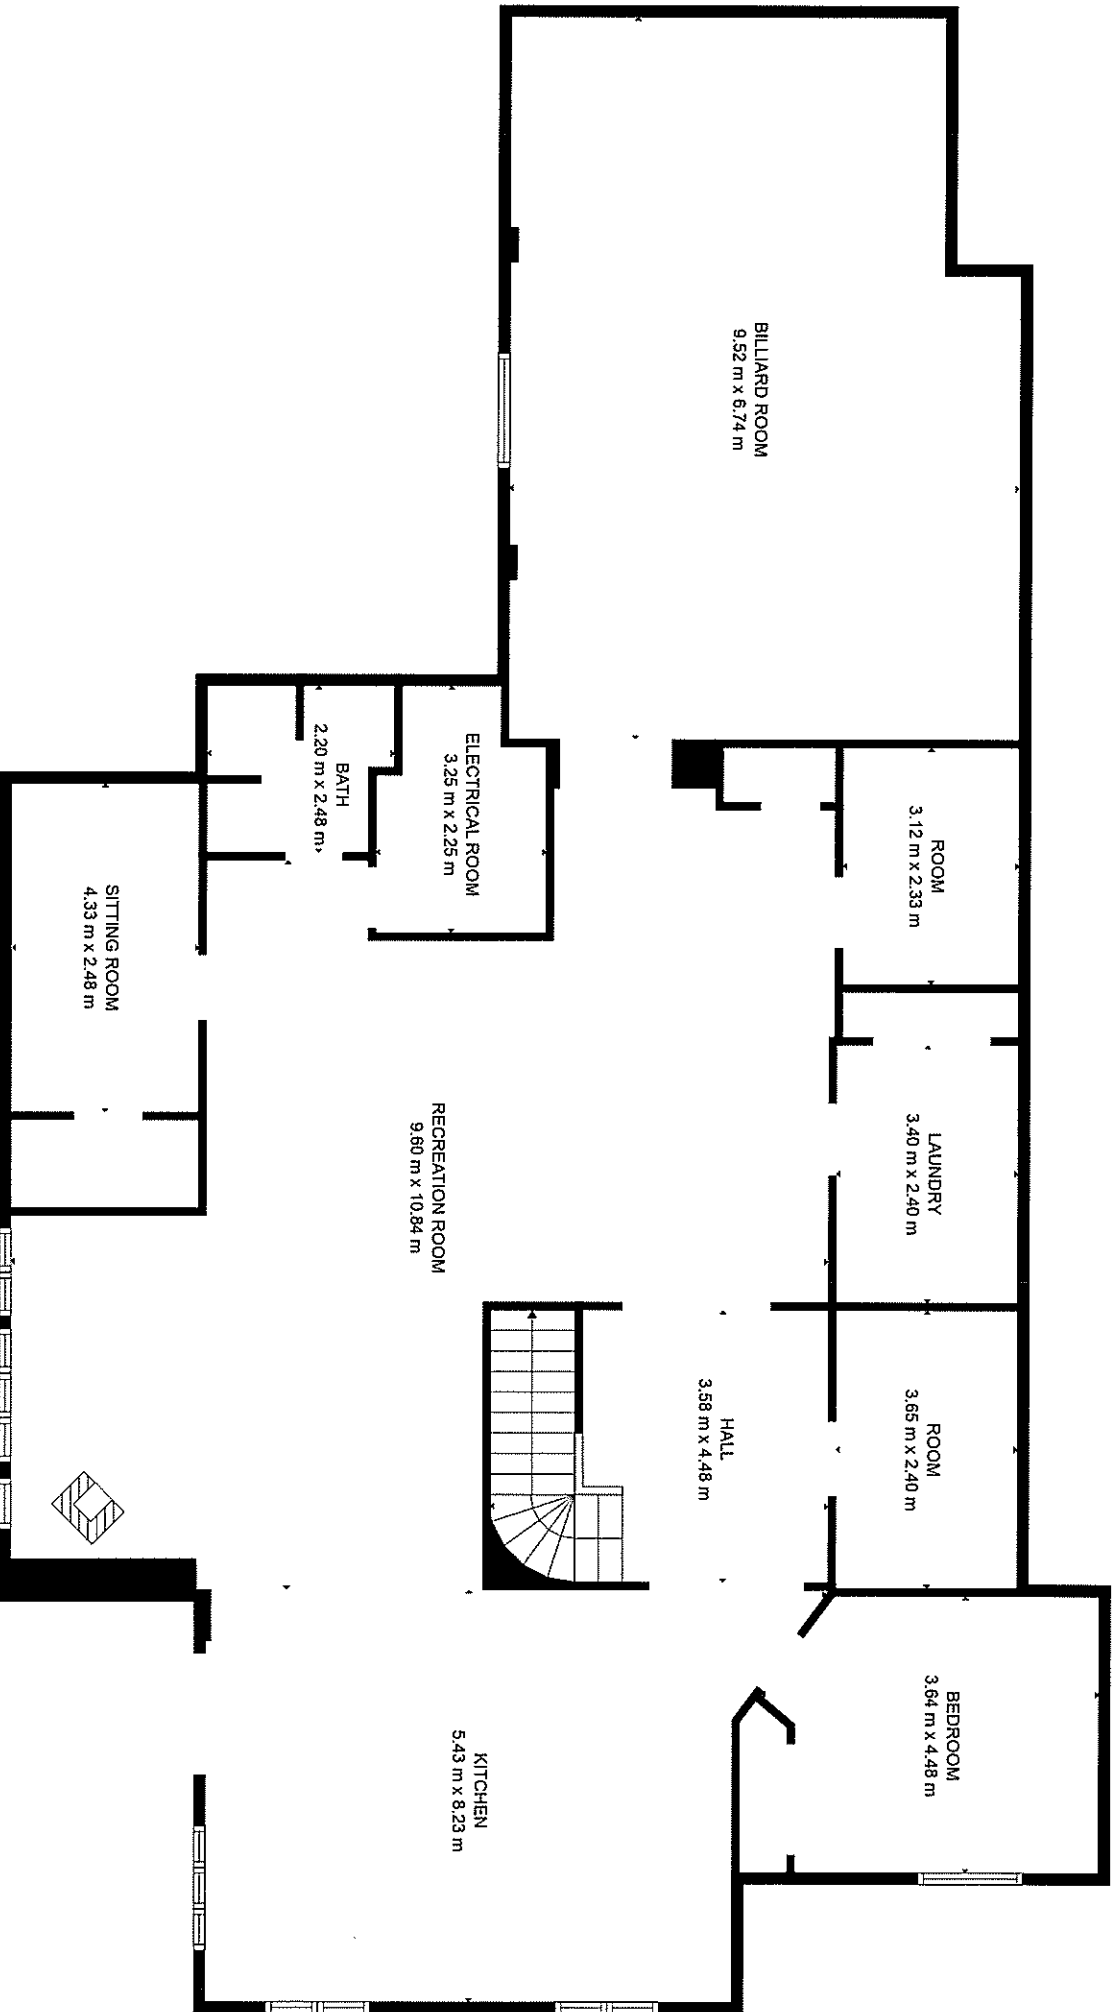 BILLIARD ROOM
9.52 m x 6.74 m
ROOM
3.12 m x 2.33 m
LAUNDRY
3.40 m x 2.40 m
ROOM
3.65 m x 2.40 m
BEDROOM
3.64 m x 4.48 m
HALL
3.58 m x 4.48 m
ELECTRICAL ROOM
3.25 m x 2.25 m
BATH
2.20 m x 2.48 m
RECREATION ROOM
9.60 m x 10.84 m
KITCHEN
5.43 m x 8.23 m
SITTING ROOM
4.33 m x 2.48 m